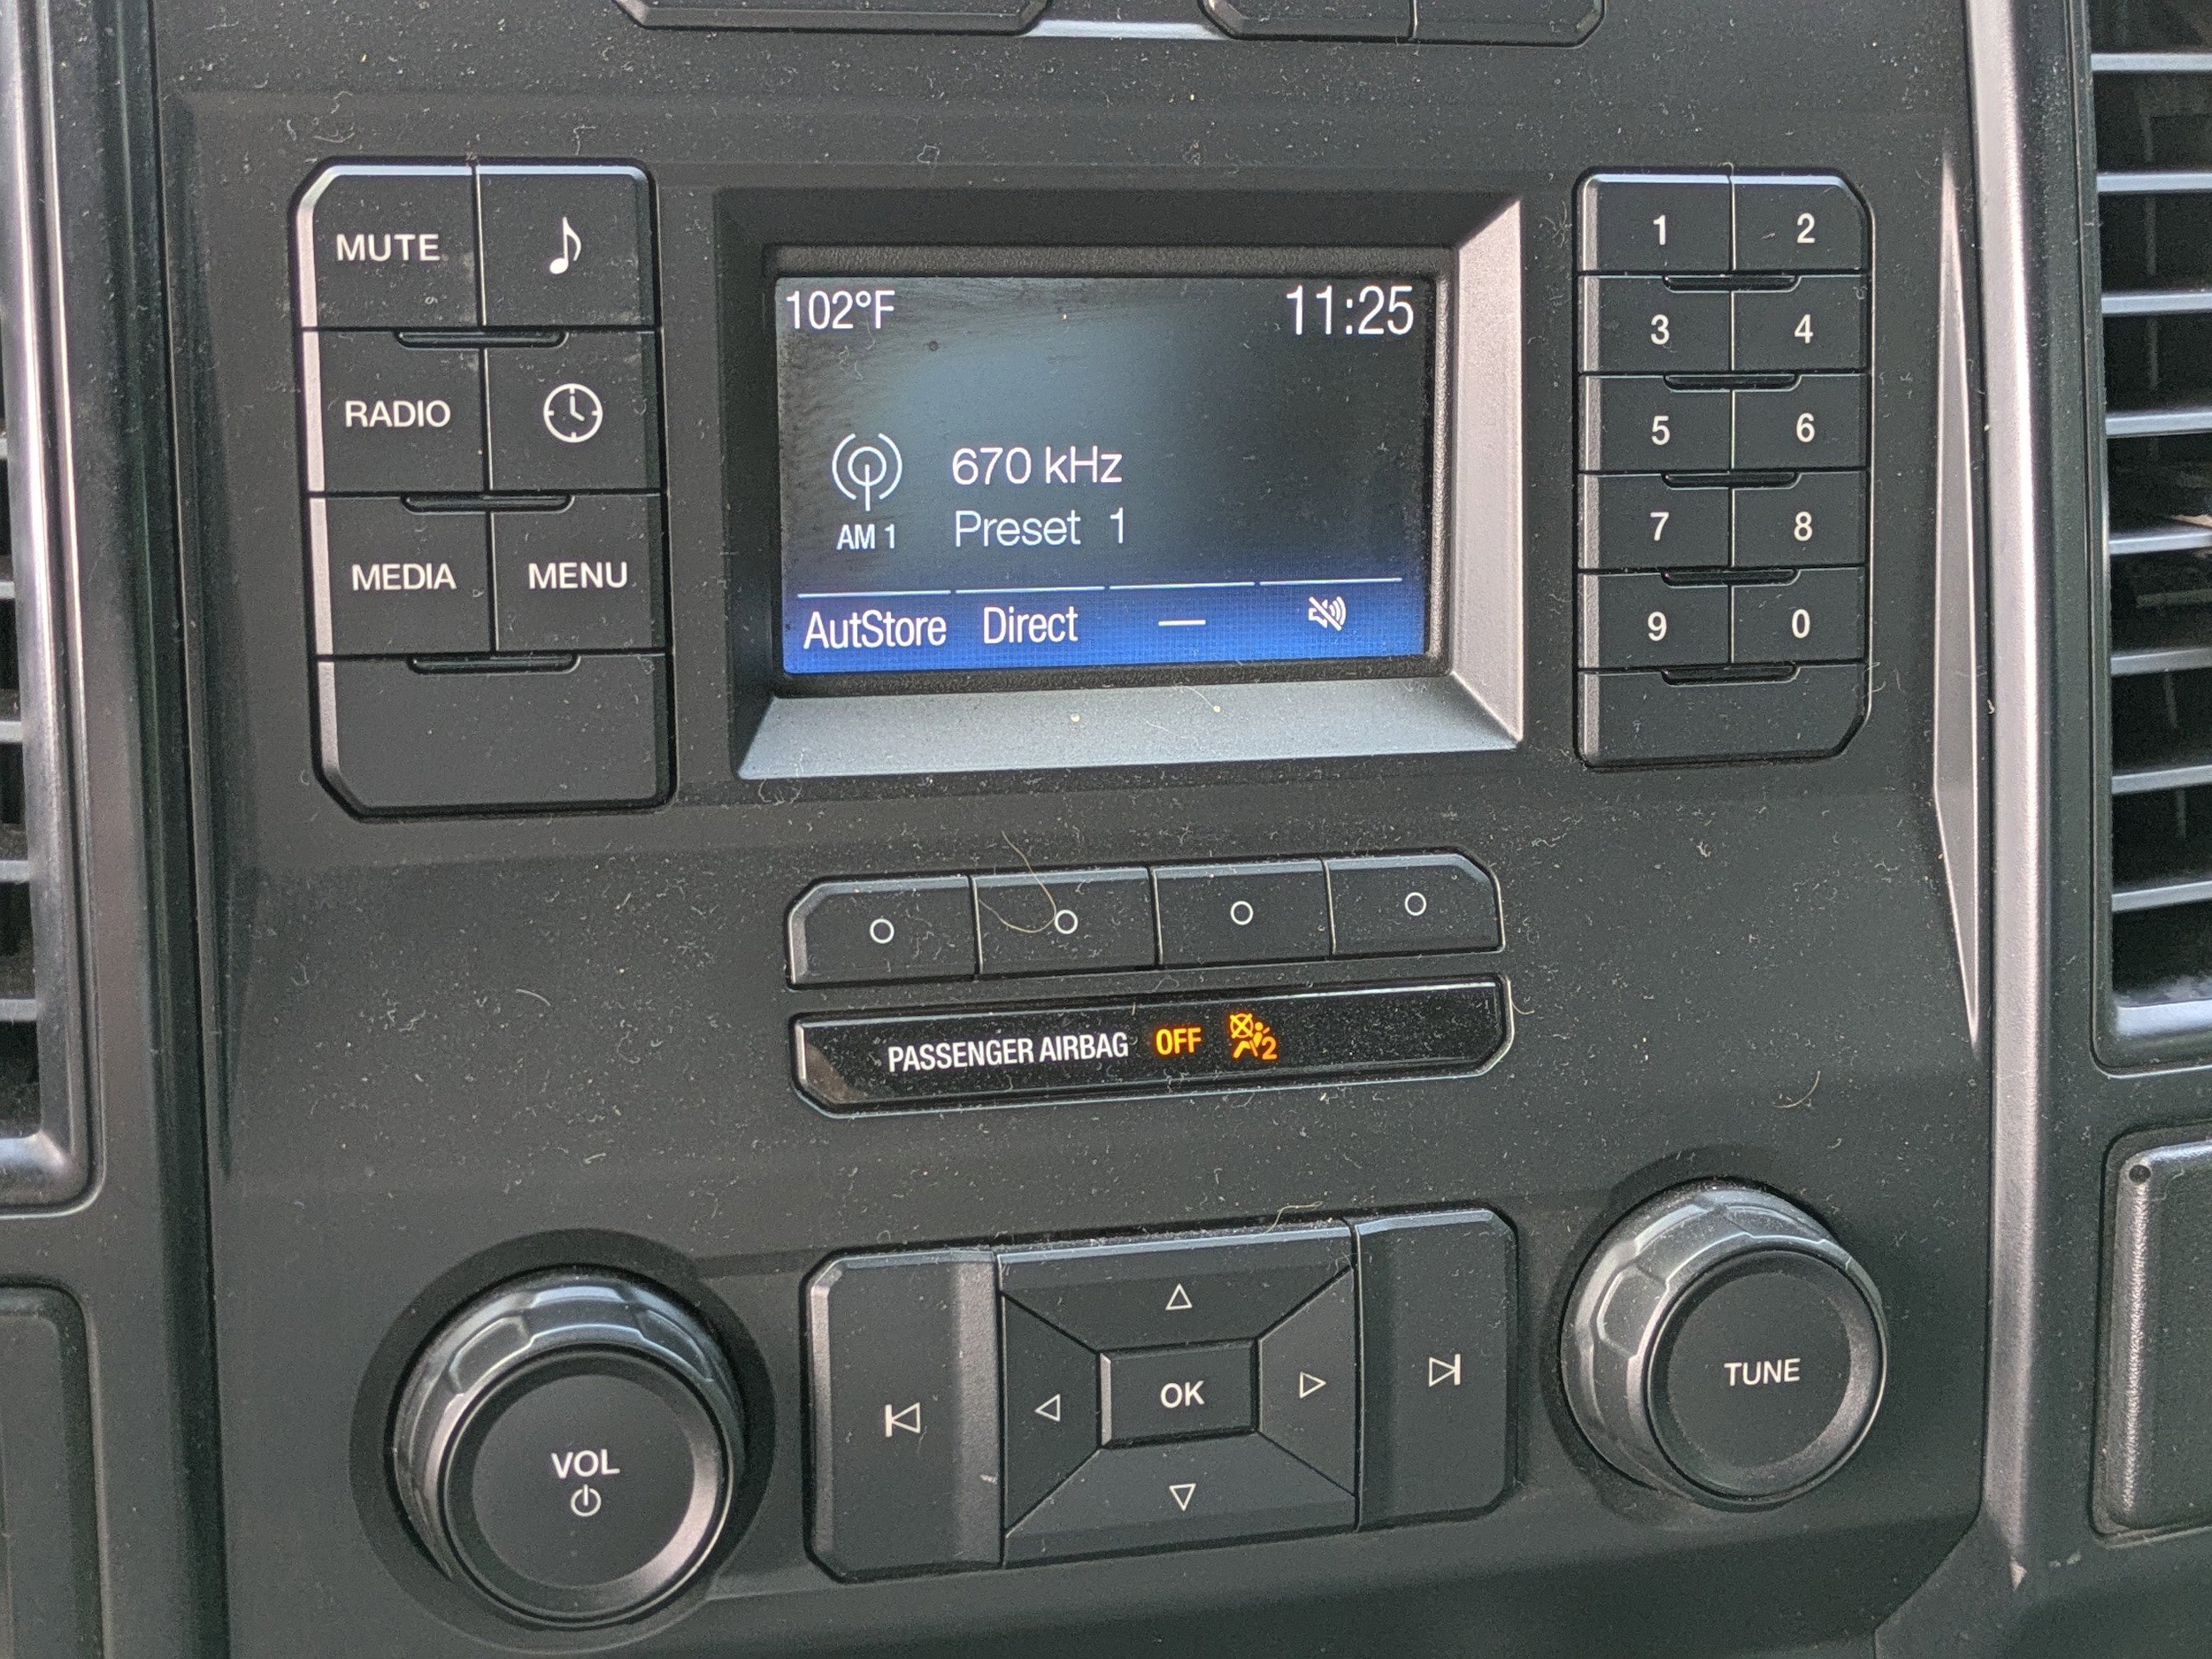 MUTE
RADIO
MEDIA MENU
102°F 11:25
670 kHz
AM 1 Preset 1
AutStore Direct —
1 2
3 4
5 6
7 8
9 0
PASSENGER AIRBAG OFF 2
VOL
OK
TUNE